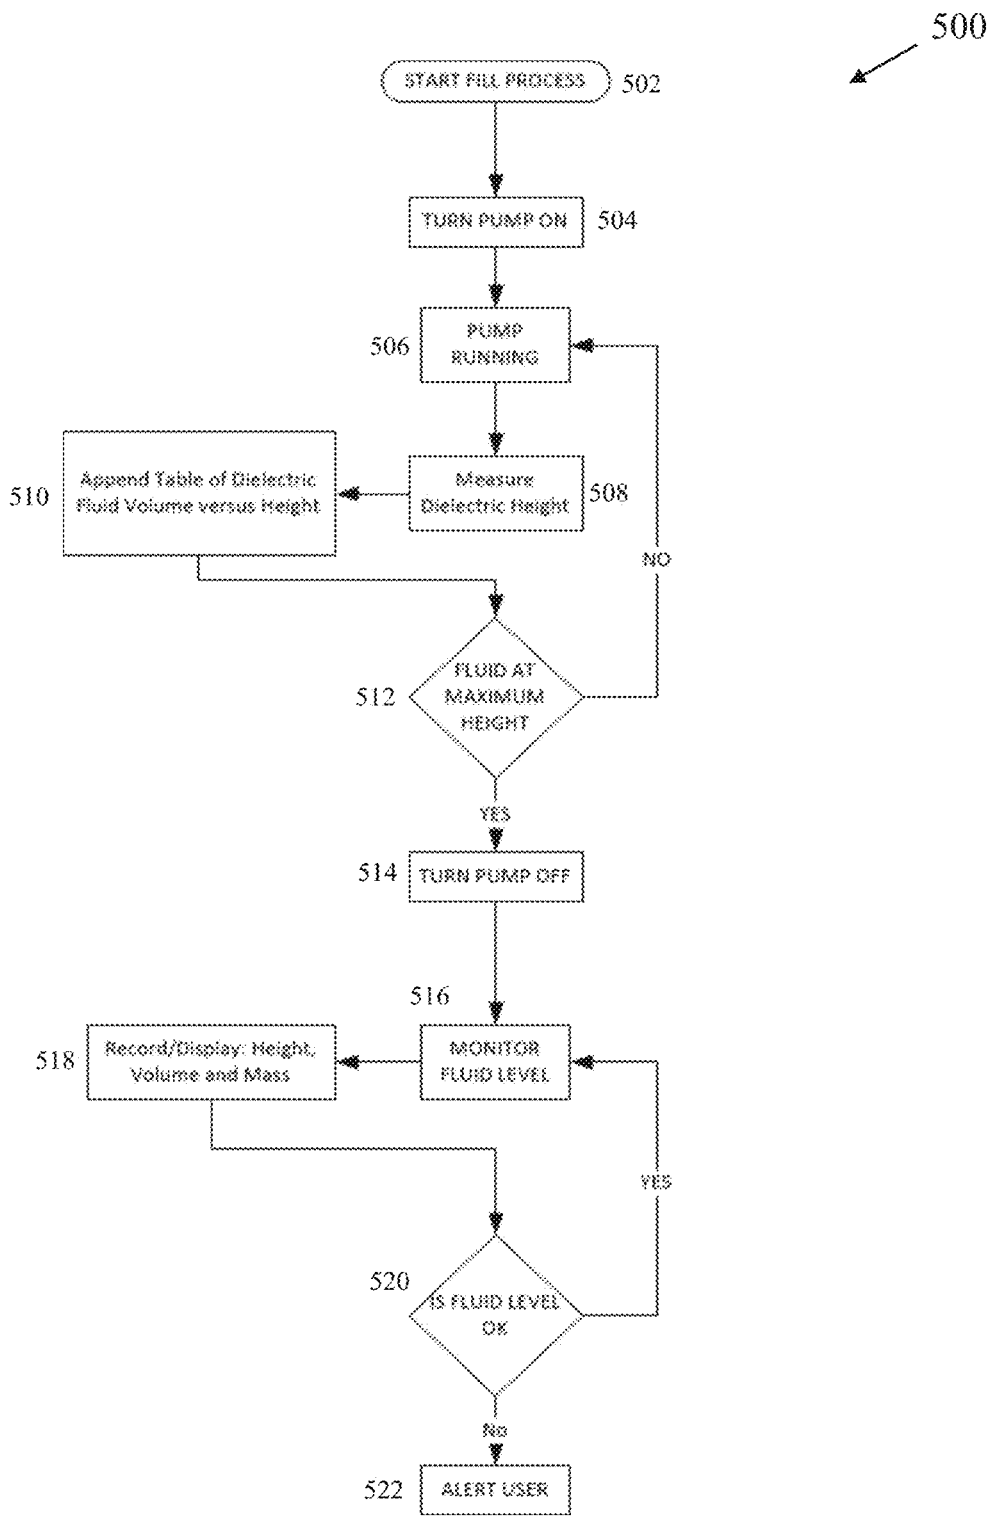 500
START FILL PROCESS
502
TURN PUMP ON
504
PUMP
RUNNING
506
Measure
Dielectric Height
508
Append Table of Dielectric
Fluid Volume versus Height
510
NO
FLUID AT
MAXIMUM
HEIGHT
512
YES
TURN PUMP OFF
514
516
MONITOR
FLUID LEVEL
Record/Display: Height,
Volume and Mass
518
YES
IS FLUID LEVEL
OK
520
No
ALERT USER
522